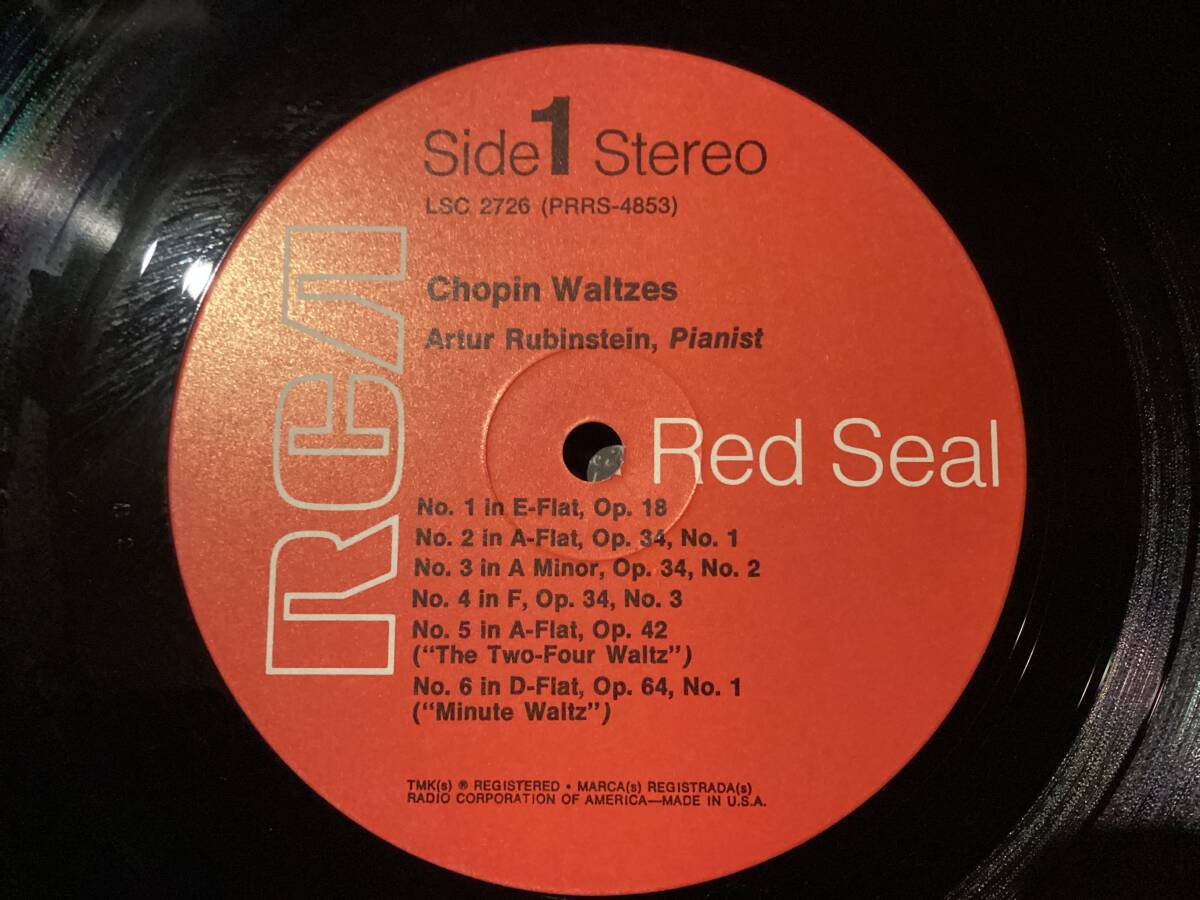 Side 1 Stereo
LSC 2726 (PRRS-4853)
RCA
Chopin Waltzes
Artur Rubinstein, Pianist
Red Seal
No. 1 in E-Flat, Op. 18
No. 2 in A-Flat, Op. 34, No. 1
No. 3 in A Minor, Op. 34, No. 2
No. 4 in F, Op. 34, No. 3
No. 5 in A-Flat, Op. 42
("The Two-Four Waltz")
No. 6 in D-Flat, Op. 64, No. 1
("Minute Waltz")
TMK(s) ® REGISTERED • MARCA(s) REGISTRADA(s)
RADIO CORPORATION OF AMERICA—MADE IN U.S.A.